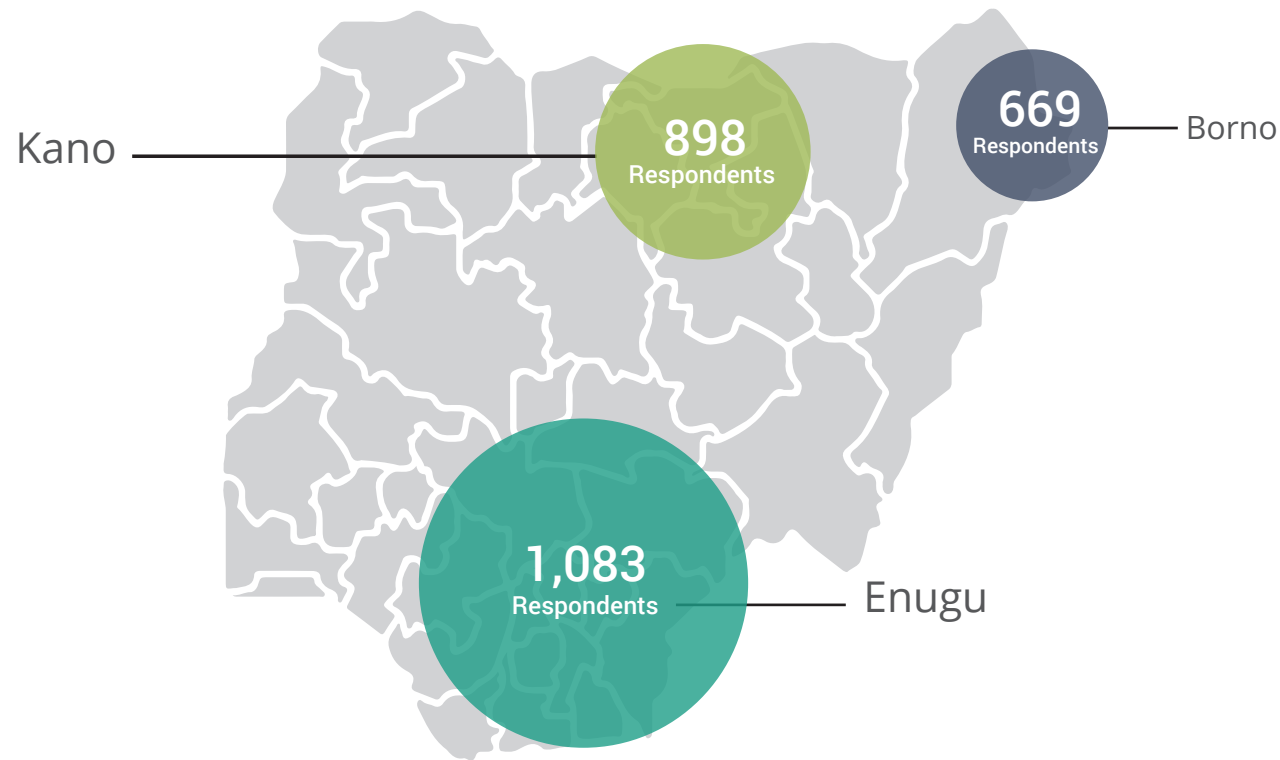 Kano
898
Respondents
669
Respondents
Borno
1,083
Respondents
Enugu